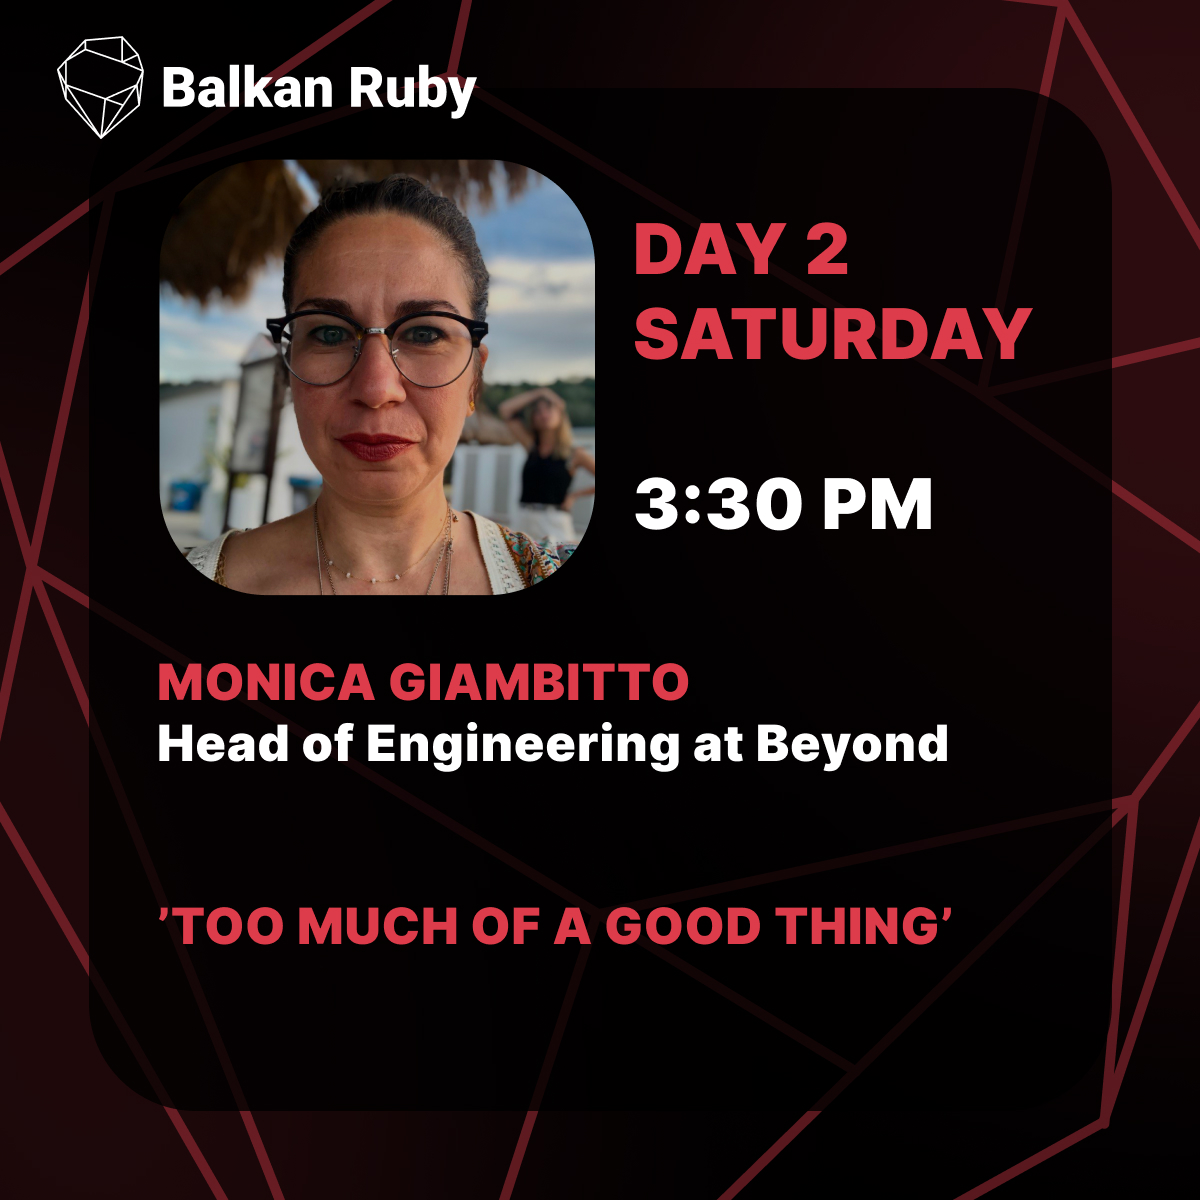 Balkan Ruby
DAY 2
SATURDAY
3:30 PM
MONICA GIAMBITTO
Head of Engineering at Beyond
’TOO MUCH OF A GOOD THING’